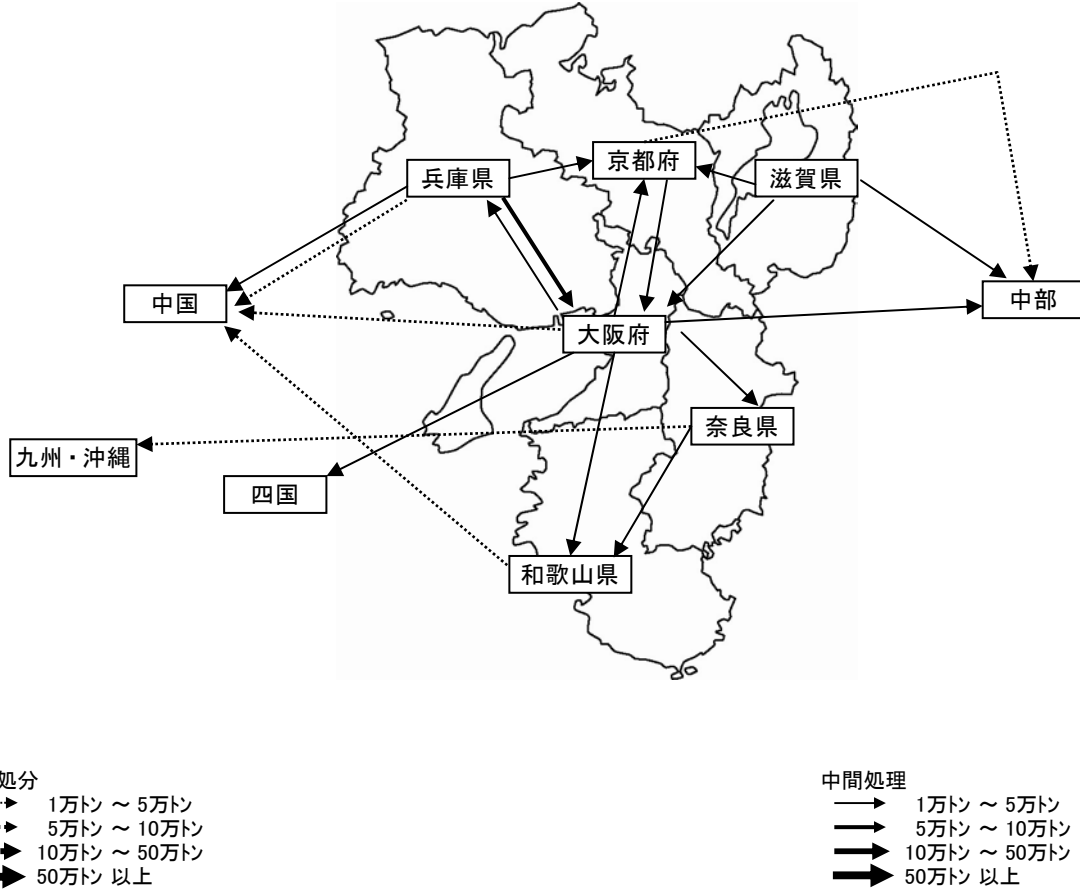 京都府
兵庫県
滋賀県
中国
中部
大阪府
奈良県
九州・沖縄
四国
和歌山県
処分
1万トン ～ 5万トン
5万トン ～ 10万トン
10万トン ～ 50万トン
50万トン 以上
中間処理
1万トン ～ 5万トン
5万トン ～ 10万トン
10万トン ～ 50万トン
50万トン 以上